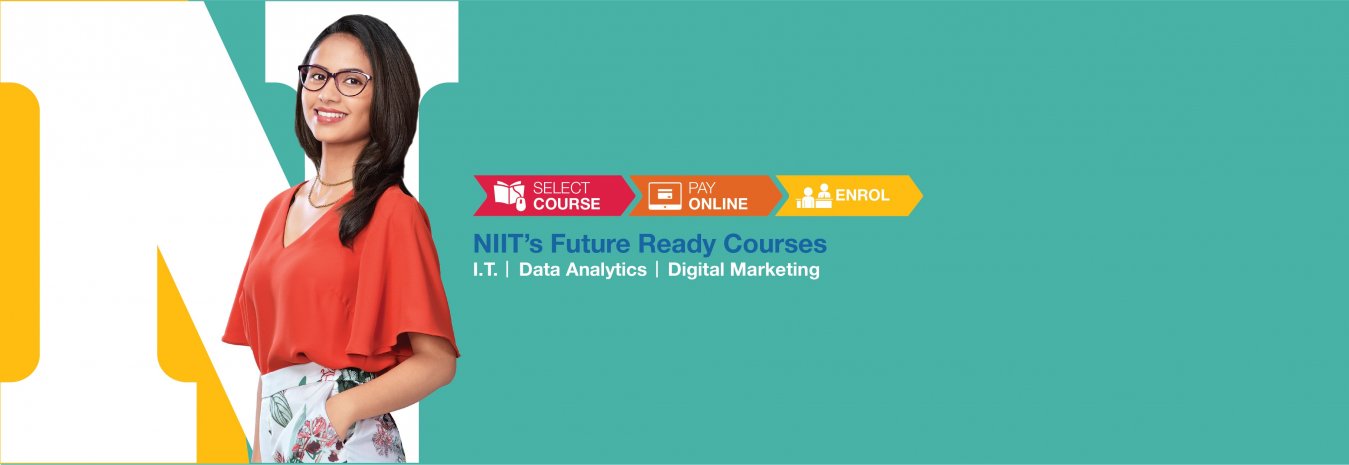 SELECT
COURSE
PAY
ONLINE
ENROL
NIIT’s Future Ready Courses
I.T. | Data Analytics | Digital Marketing